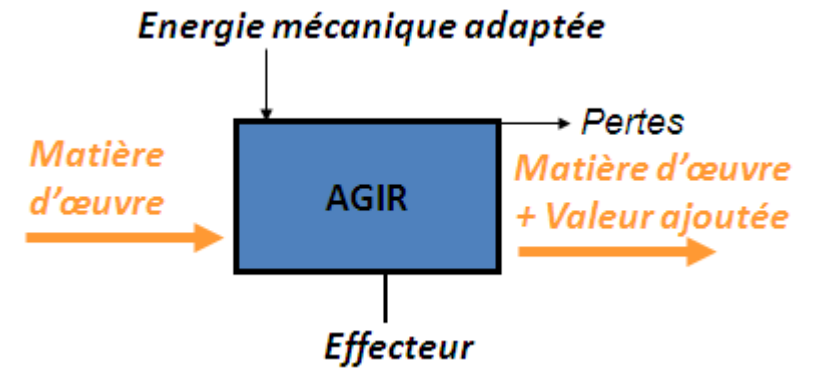 Energie mécanique adaptée
Pertes
Matière
d’œuvre
AGIR
Matière d’œuvre
+ Valeur ajoutée
Effecteur